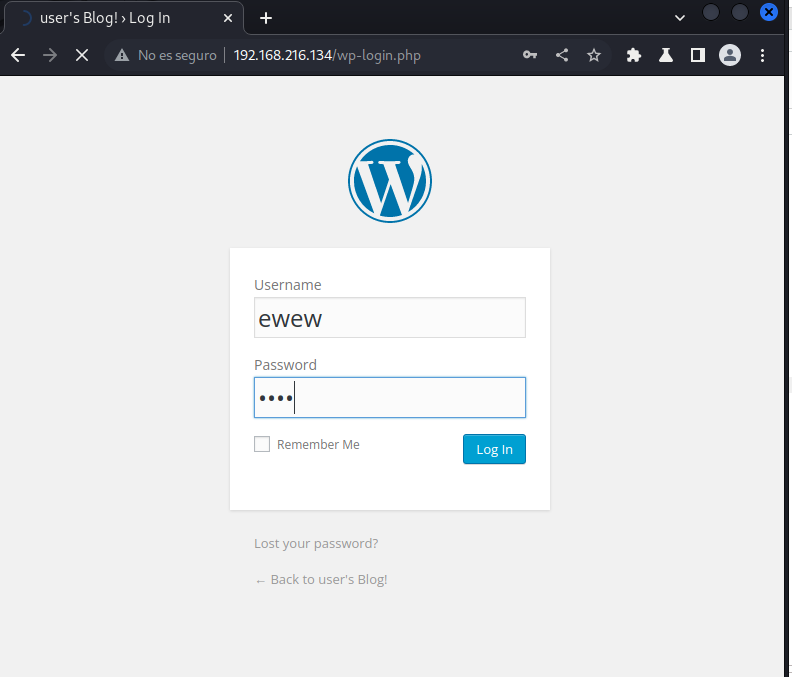 user's Blog! › Log In
No es seguro 192.168.216.134/wp-login.php
Username
ewew
Password
••••
Remember Me
Log In
Lost your password?
← Back to user's Blog!